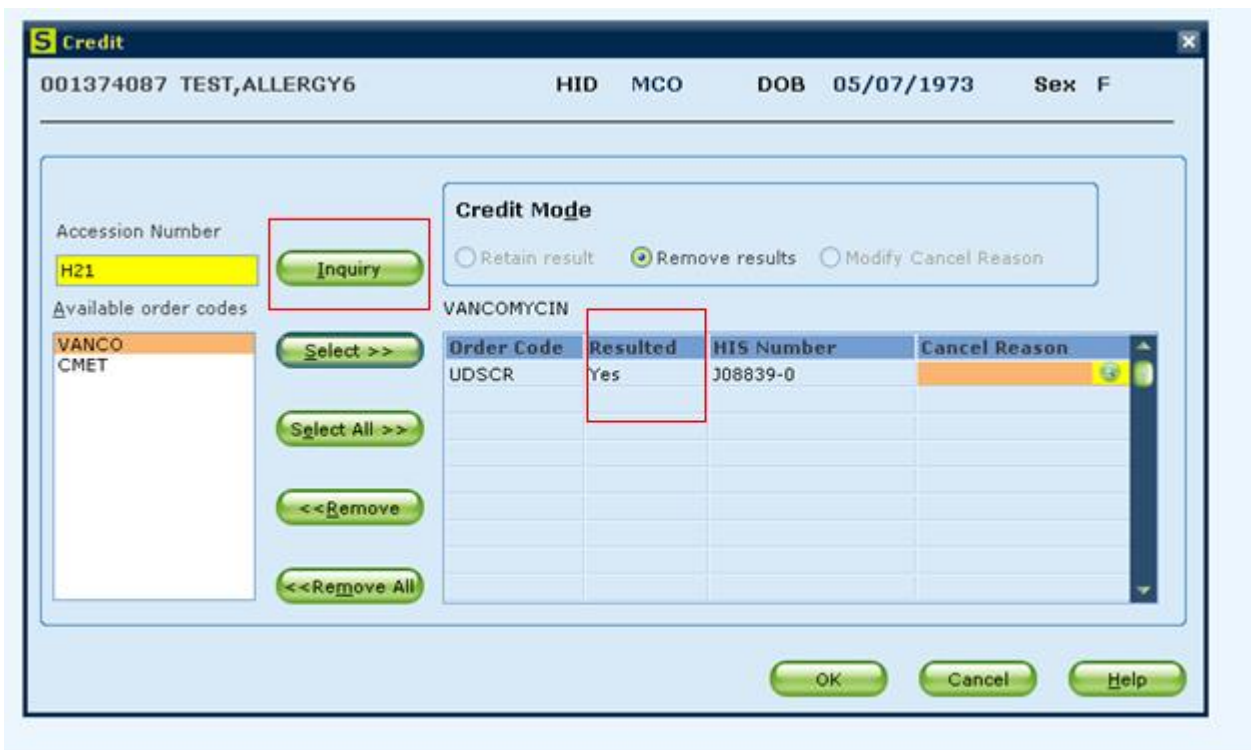 S Credit
001374087 TEST,ALLERGY6 HID MCO DOB 05/07/1973 Sex F
Credit Mode
Accession Number
Retain result Remove results Modify Cancel Reason
H21 Inquiry
Available order codes VANCOMYCIN
VANCO Select >> Order Code Resulted HIS Number Cancel Reason
CMET UDSCR Yes J08839-0
Select All >>
<<Remove
<<Remove All
OK Cancel Help